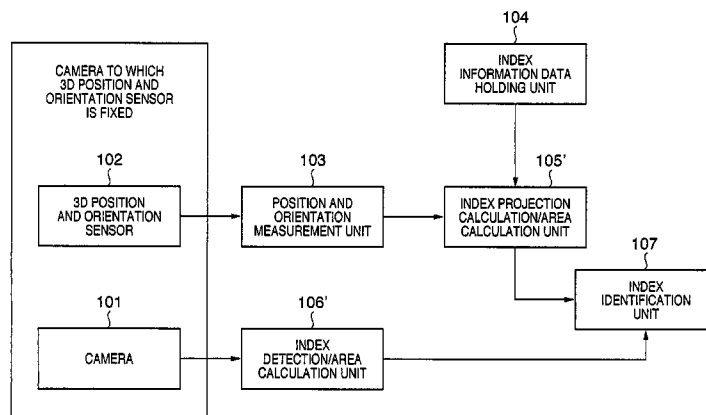 104
INDEX
INFORMATION DATA
HOLDING UNIT
CAMERA TO WHICH
3D POSITION AND
ORIENTATION SENSOR
IS FIXED
102
3D POSITION
AND ORIENTATION
SENSOR
103
POSITION AND
ORIENTATION
MEASUREMENT UNIT
105'
INDEX PROJECTION
CALCULATION/AREA
CALCULATION UNIT
107
INDEX
IDENTIFICATION
UNIT
101
CAMERA
106'
INDEX
DETECTION/AREA
CALCULATION UNIT